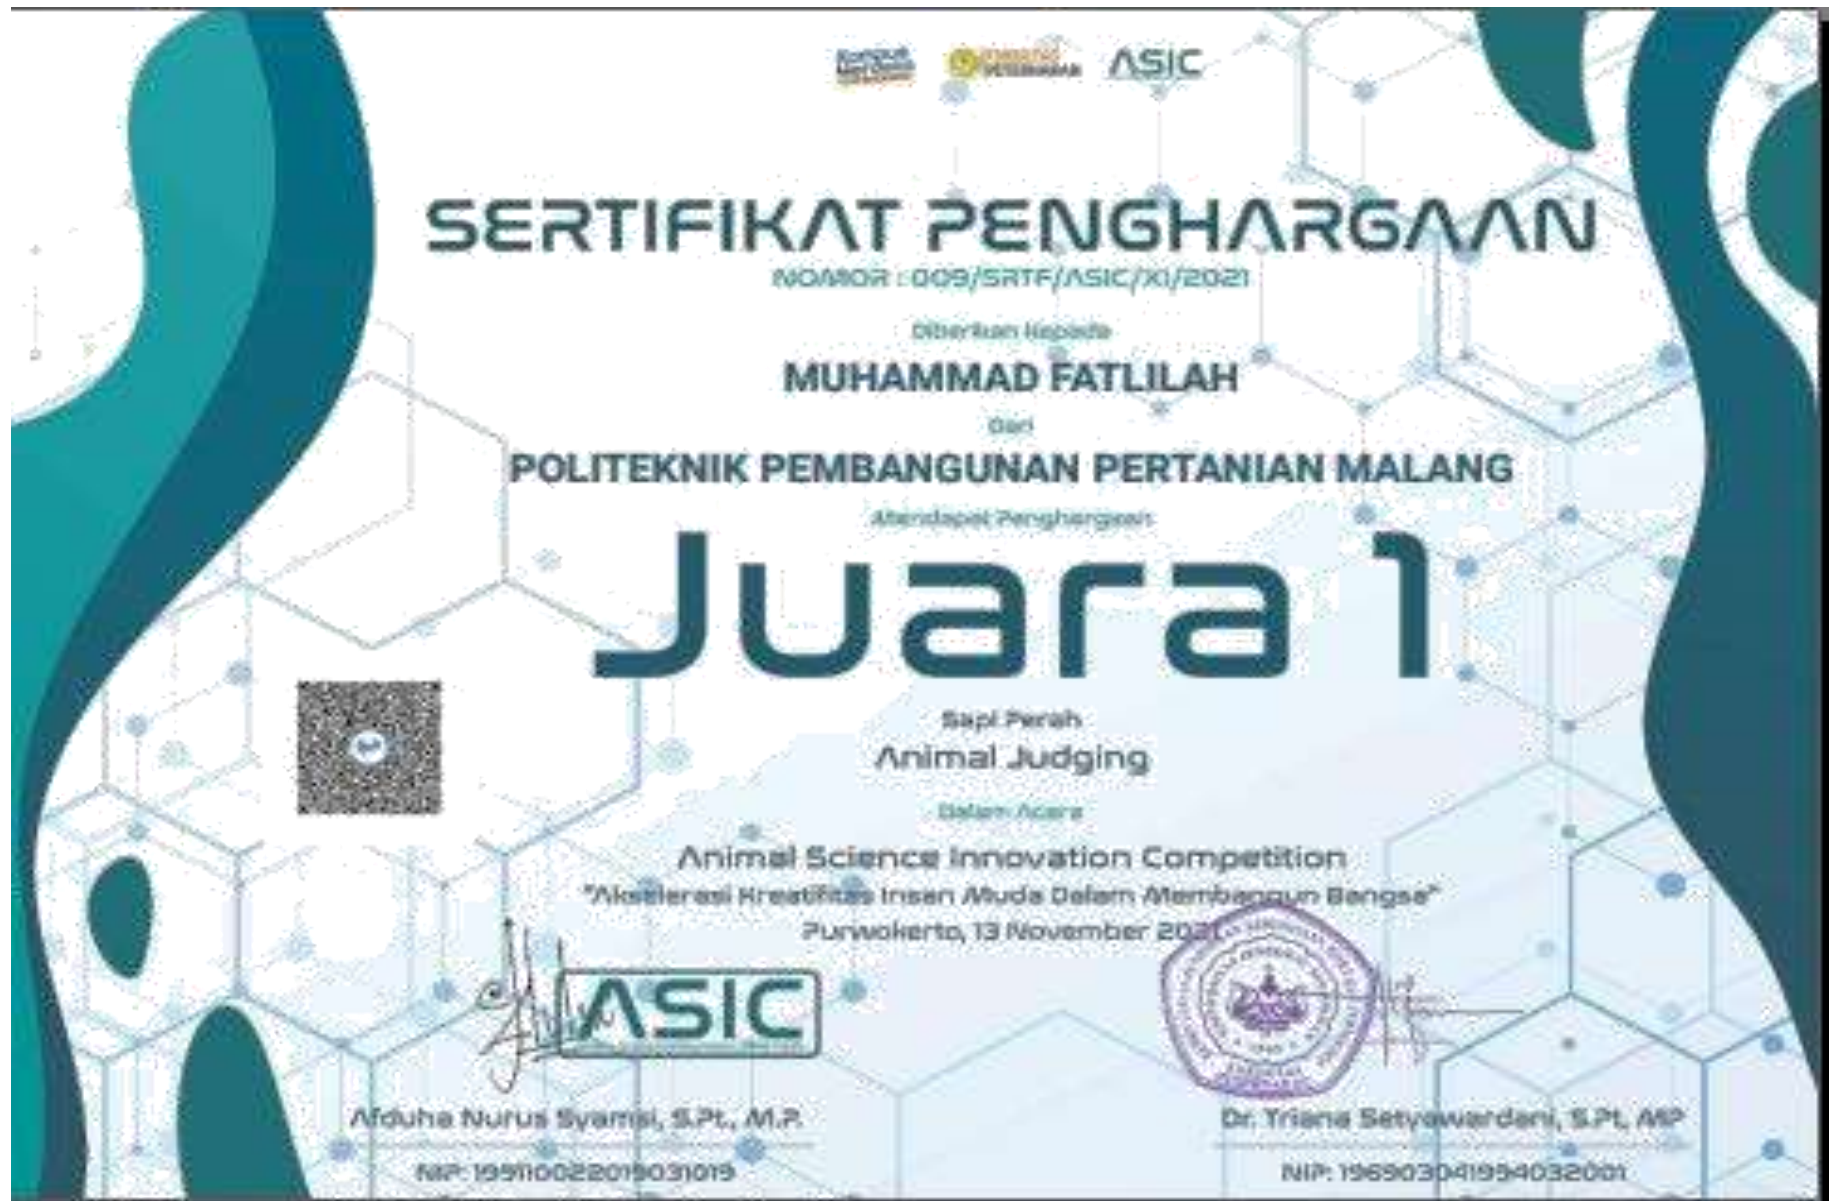 ASIC
SERTIFIKAT PENGHARGAAN
NOMOR : 009/SRTF/ASIC/XI/2021
Diberikan Kepada
MUHAMMAD FATLILAH
Dari
POLITEKNIK PEMBANGUNAN PERTANIAN MALANG
Mendapat Penghargaan
Juara 1
Sapi Perah
Animal Judging
Dalam Acara
Animal Science Innovation Competition
"Akselerasi Kreatifitas Insan Muda Dalam Membangun Bangsa"
Purwokerto, 13 November 2021
ASIC
Afduha Nurus Syamsi, S.Pt., M.P.
Dr. Triana Setyawardani, S.Pt, MP
NIP: 199110022019031019
NIP: 196903041994032001